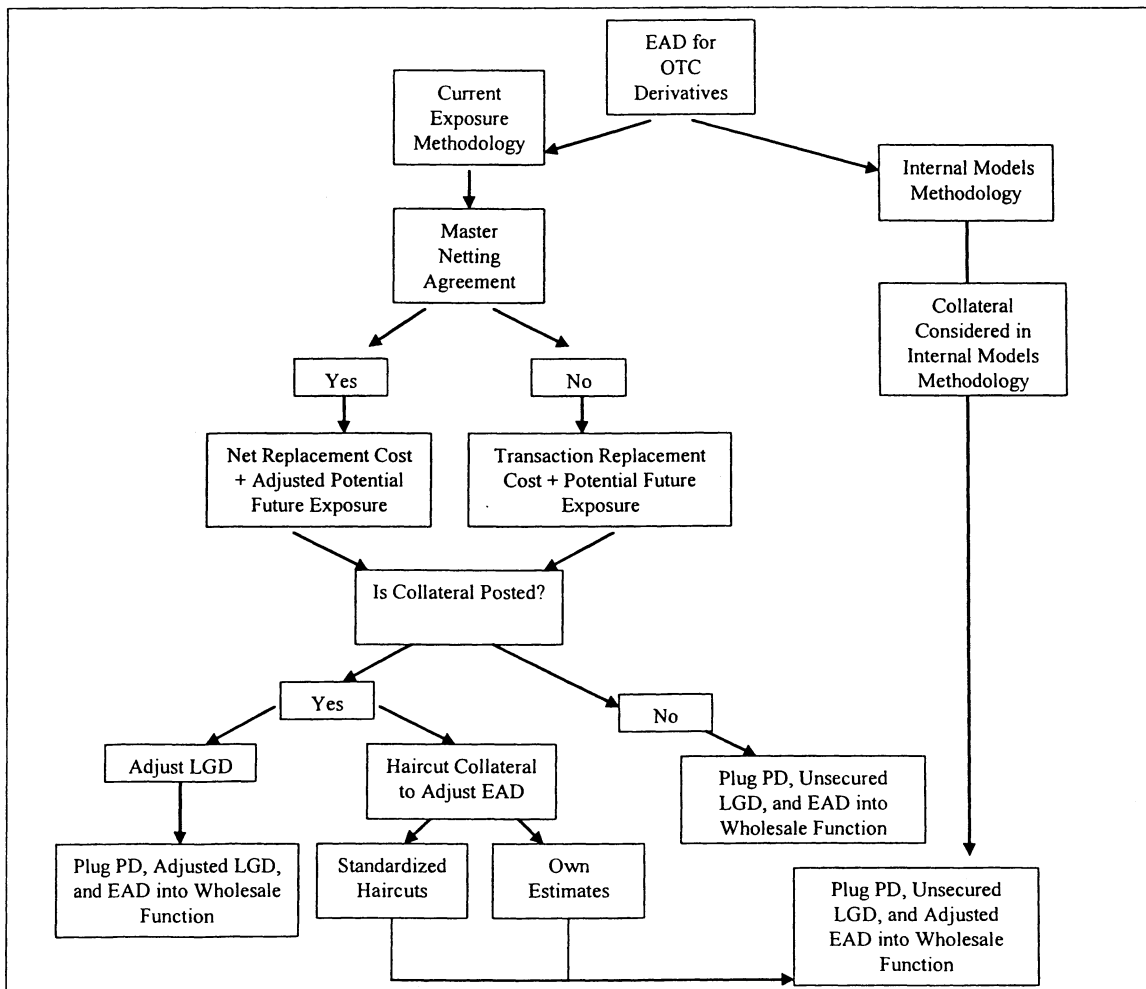 EAD for
OTC
Derivatives
Current
Exposure
Methodology
Internal Models
Methodology
Master
Netting
Agreement
Collateral
Considered in
Internal Models
Methodology
Yes
No
Net Replacement Cost
+ Adjusted Potential
Future Exposure
Transaction Replacement
Cost + Potential Future
Exposure
Is Collateral Posted?
Yes
No
Adjust LGD
Haircut Collateral
to Adjust EAD
Plug PD, Unsecured
LGD, and EAD into
Wholesale Function
Plug PD, Adjusted LGD,
and EAD into Wholesale
Function
Standardized
Haircuts
Own
Estimates
Plug PD, Unsecured
LGD, and Adjusted
EAD into Wholesale
Function